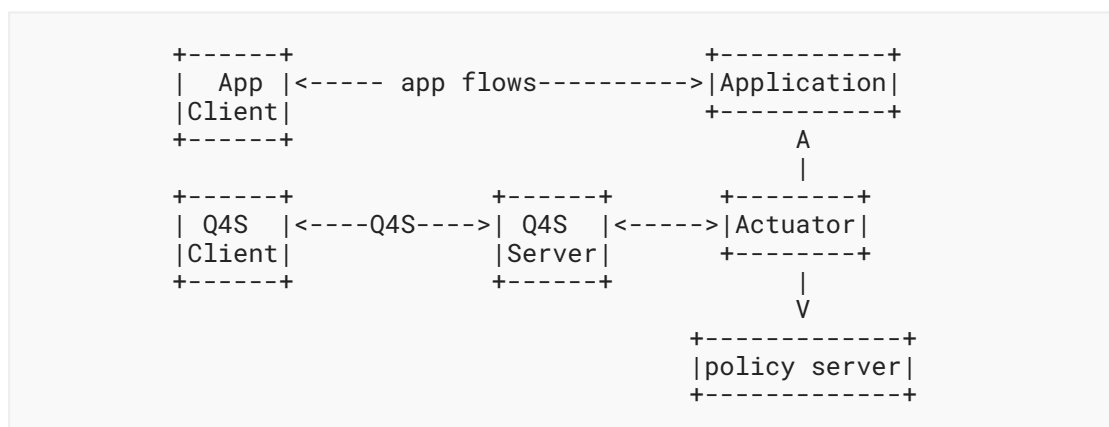 +------+                         +-----------+
|  App |<----- app flows---------->|Application|
|Client|                         +-----------+
+------+                               A
                                       |
+------+           +------+       +--------+
| Q4S  |<----Q4S---->| Q4S  |<----->|Actuator|
|Client|           |Server|       +--------+
+------+           +------+            |
                                       V
                                +-------------+
                                |policy server|
                                +-------------+